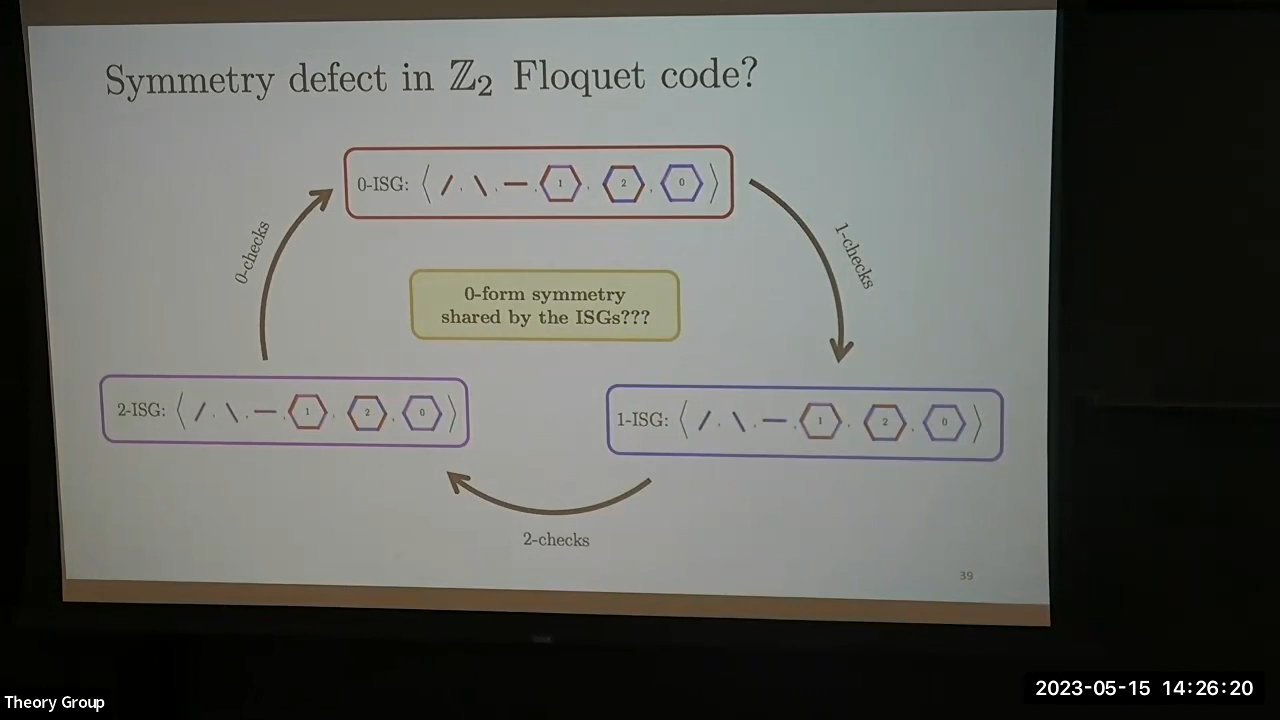 Symmetry defect in ℤ₂ Floquet code?
0-ISG: ⟨ / , \ , — , 1 , 2 , 0 ⟩
0-checks
1-checks
0-form symmetry
shared by the ISGs???
2-ISG: ⟨ / , \ , — , 1 , 2 , 0 ⟩
1-ISG: ⟨ / , \ , — , 1 , 2 , 0 ⟩
2-checks
39
Theory Group
2023-05-15 14:26:20